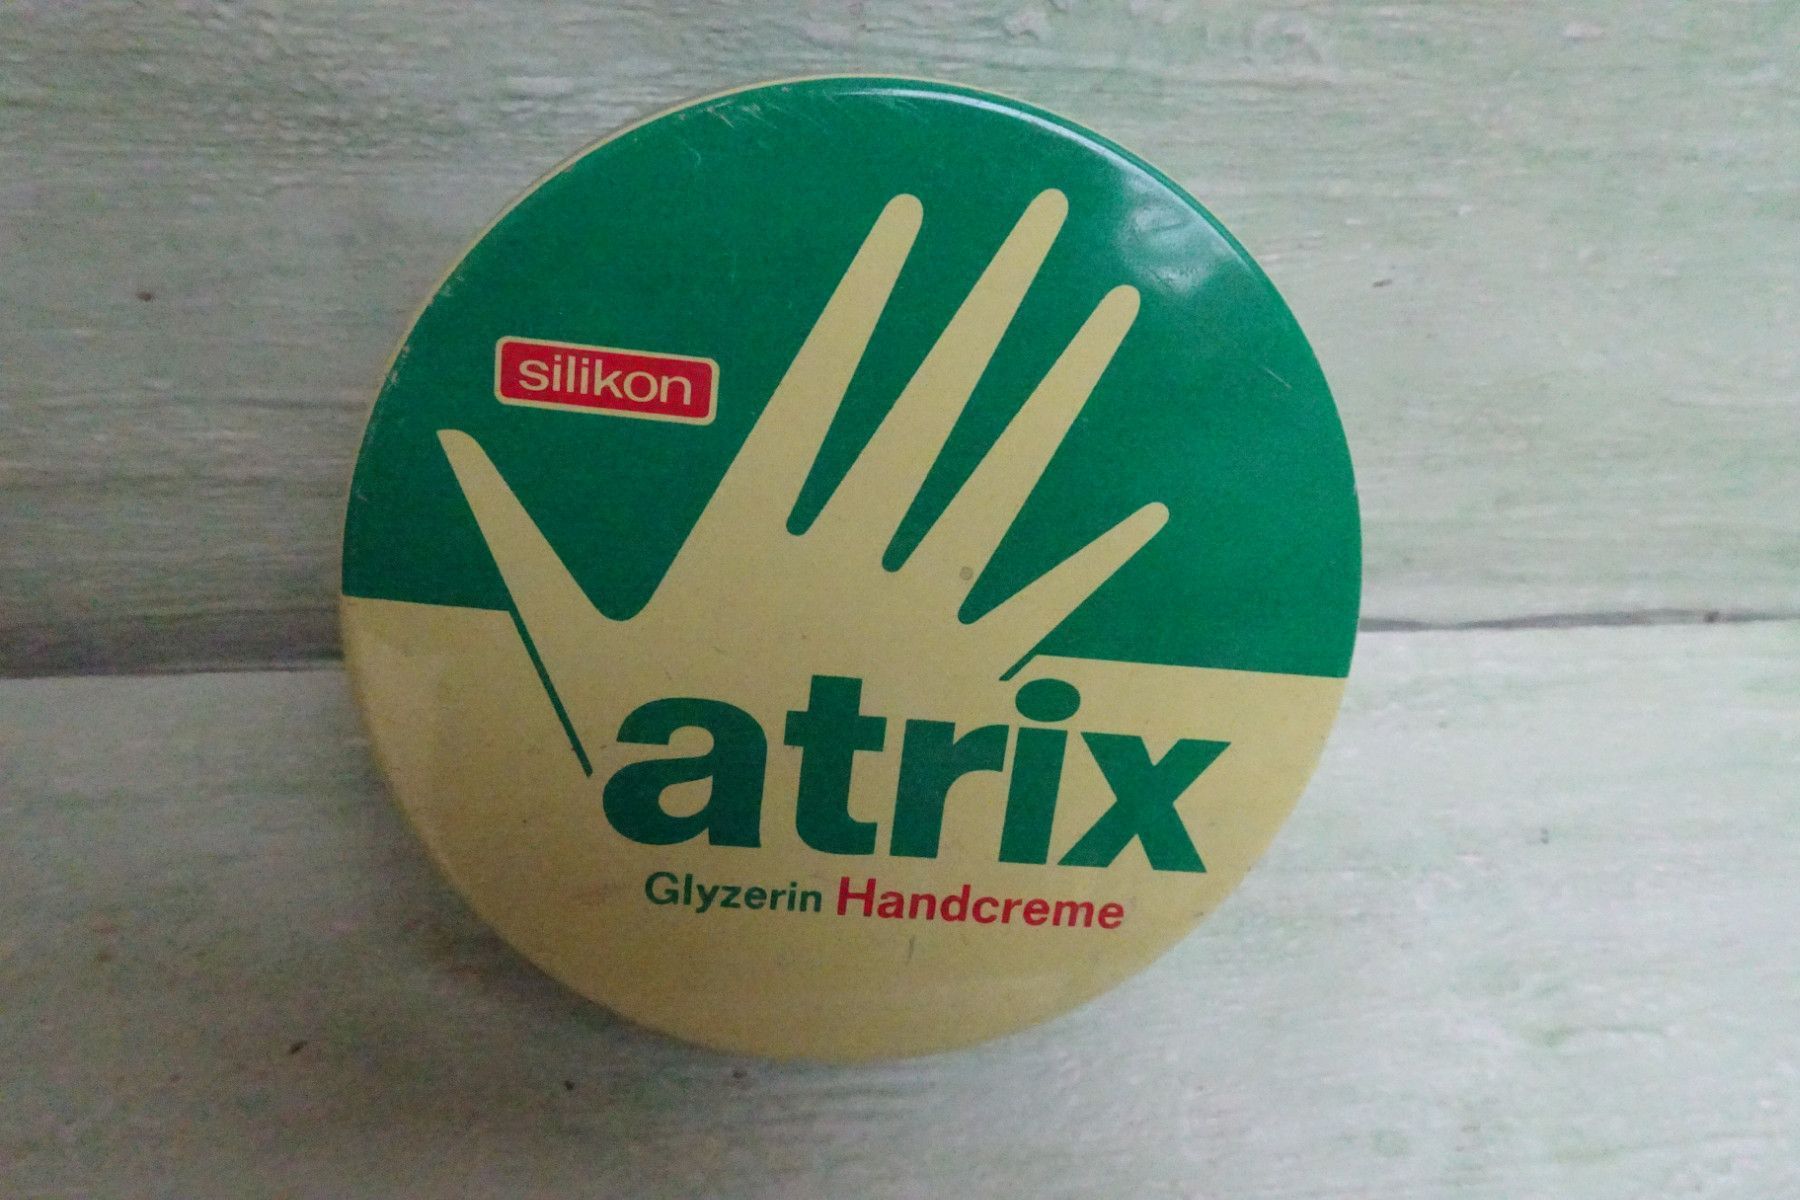 silikon
atrix
Glyzerin Handcreme